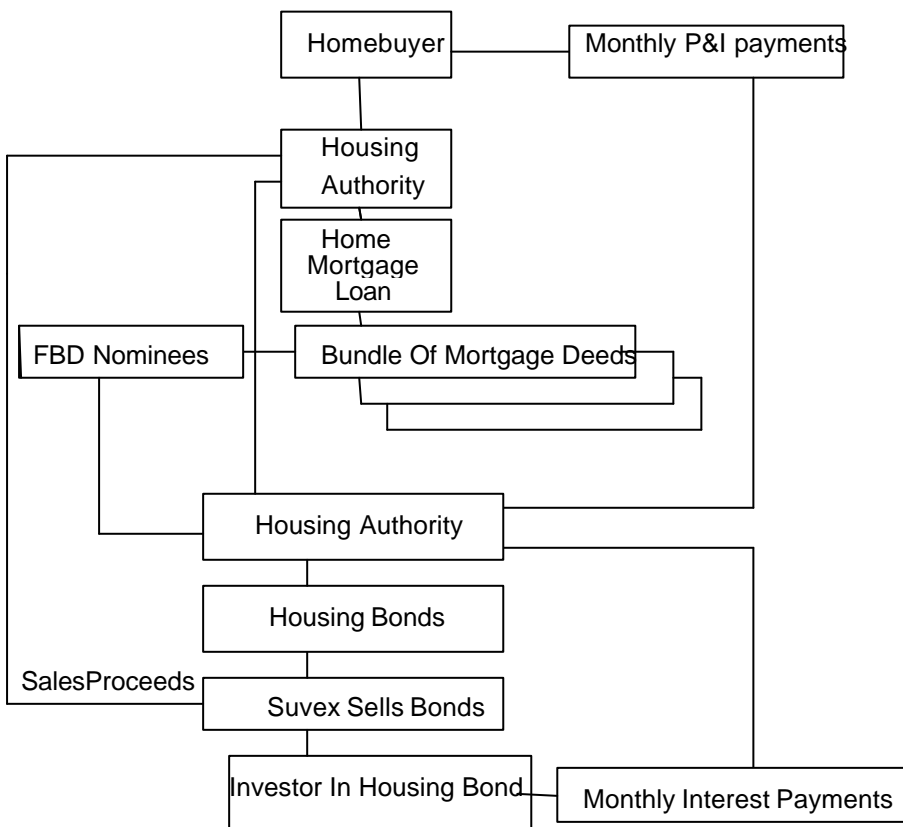 Homebuyer
Monthly P&I payments
Housing
Authority
Home
Mortgage
Loan
FBD Nominees
Bundle Of Mortgage Deeds
Housing Authority
Housing Bonds
SalesProceeds
Suvex Sells Bonds
Investor In Housing Bond
Monthly Interest Payments